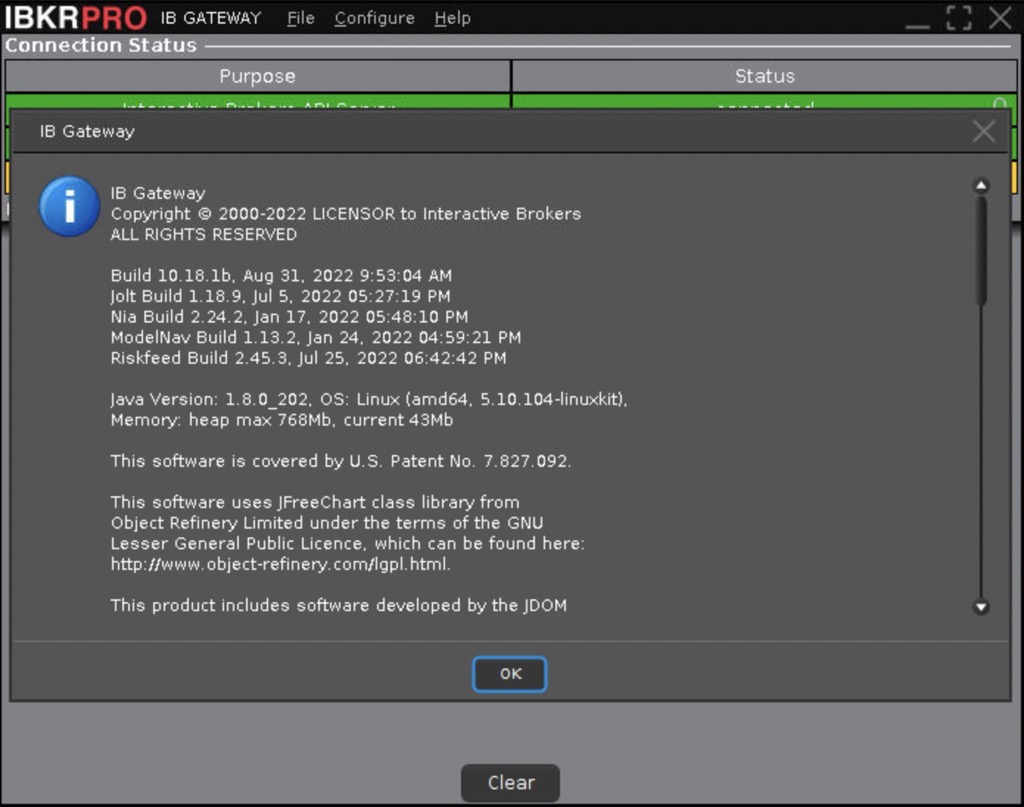 IBKRPRO IB GATEWAY File Configure Help
Connection Status
Purpose Status
Interactive Brokers API Server connected
IB Gateway
IB Gateway
Copyright © 2000-2022 LICENSOR to Interactive Brokers
ALL RIGHTS RESERVED
Build 10.18.1b, Aug 31, 2022 9:53:04 AM
Jolt Build 1.18.9, Jul 5, 2022 05:27:19 PM
Nia Build 2.24.2, Jan 17, 2022 05:48:10 PM
ModelNav Build 1.13.2, Jan 24, 2022 04:59:21 PM
Riskfeed Build 2.45.3, Jul 25, 2022 06:42:42 PM
Java Version: 1.8.0_202, OS: Linux (amd64, 5.10.104-linuxkit),
Memory: heap max 768Mb, current 43Mb
This software is covered by U.S. Patent No. 7.827.092.
This software uses JFreeChart class library from
Object Refinery Limited under the terms of the GNU
Lesser General Public Licence, which can be found here:
http://www.object-refinery.com/lgpl.html.
This product includes software developed by the JDOM
OK
Clear